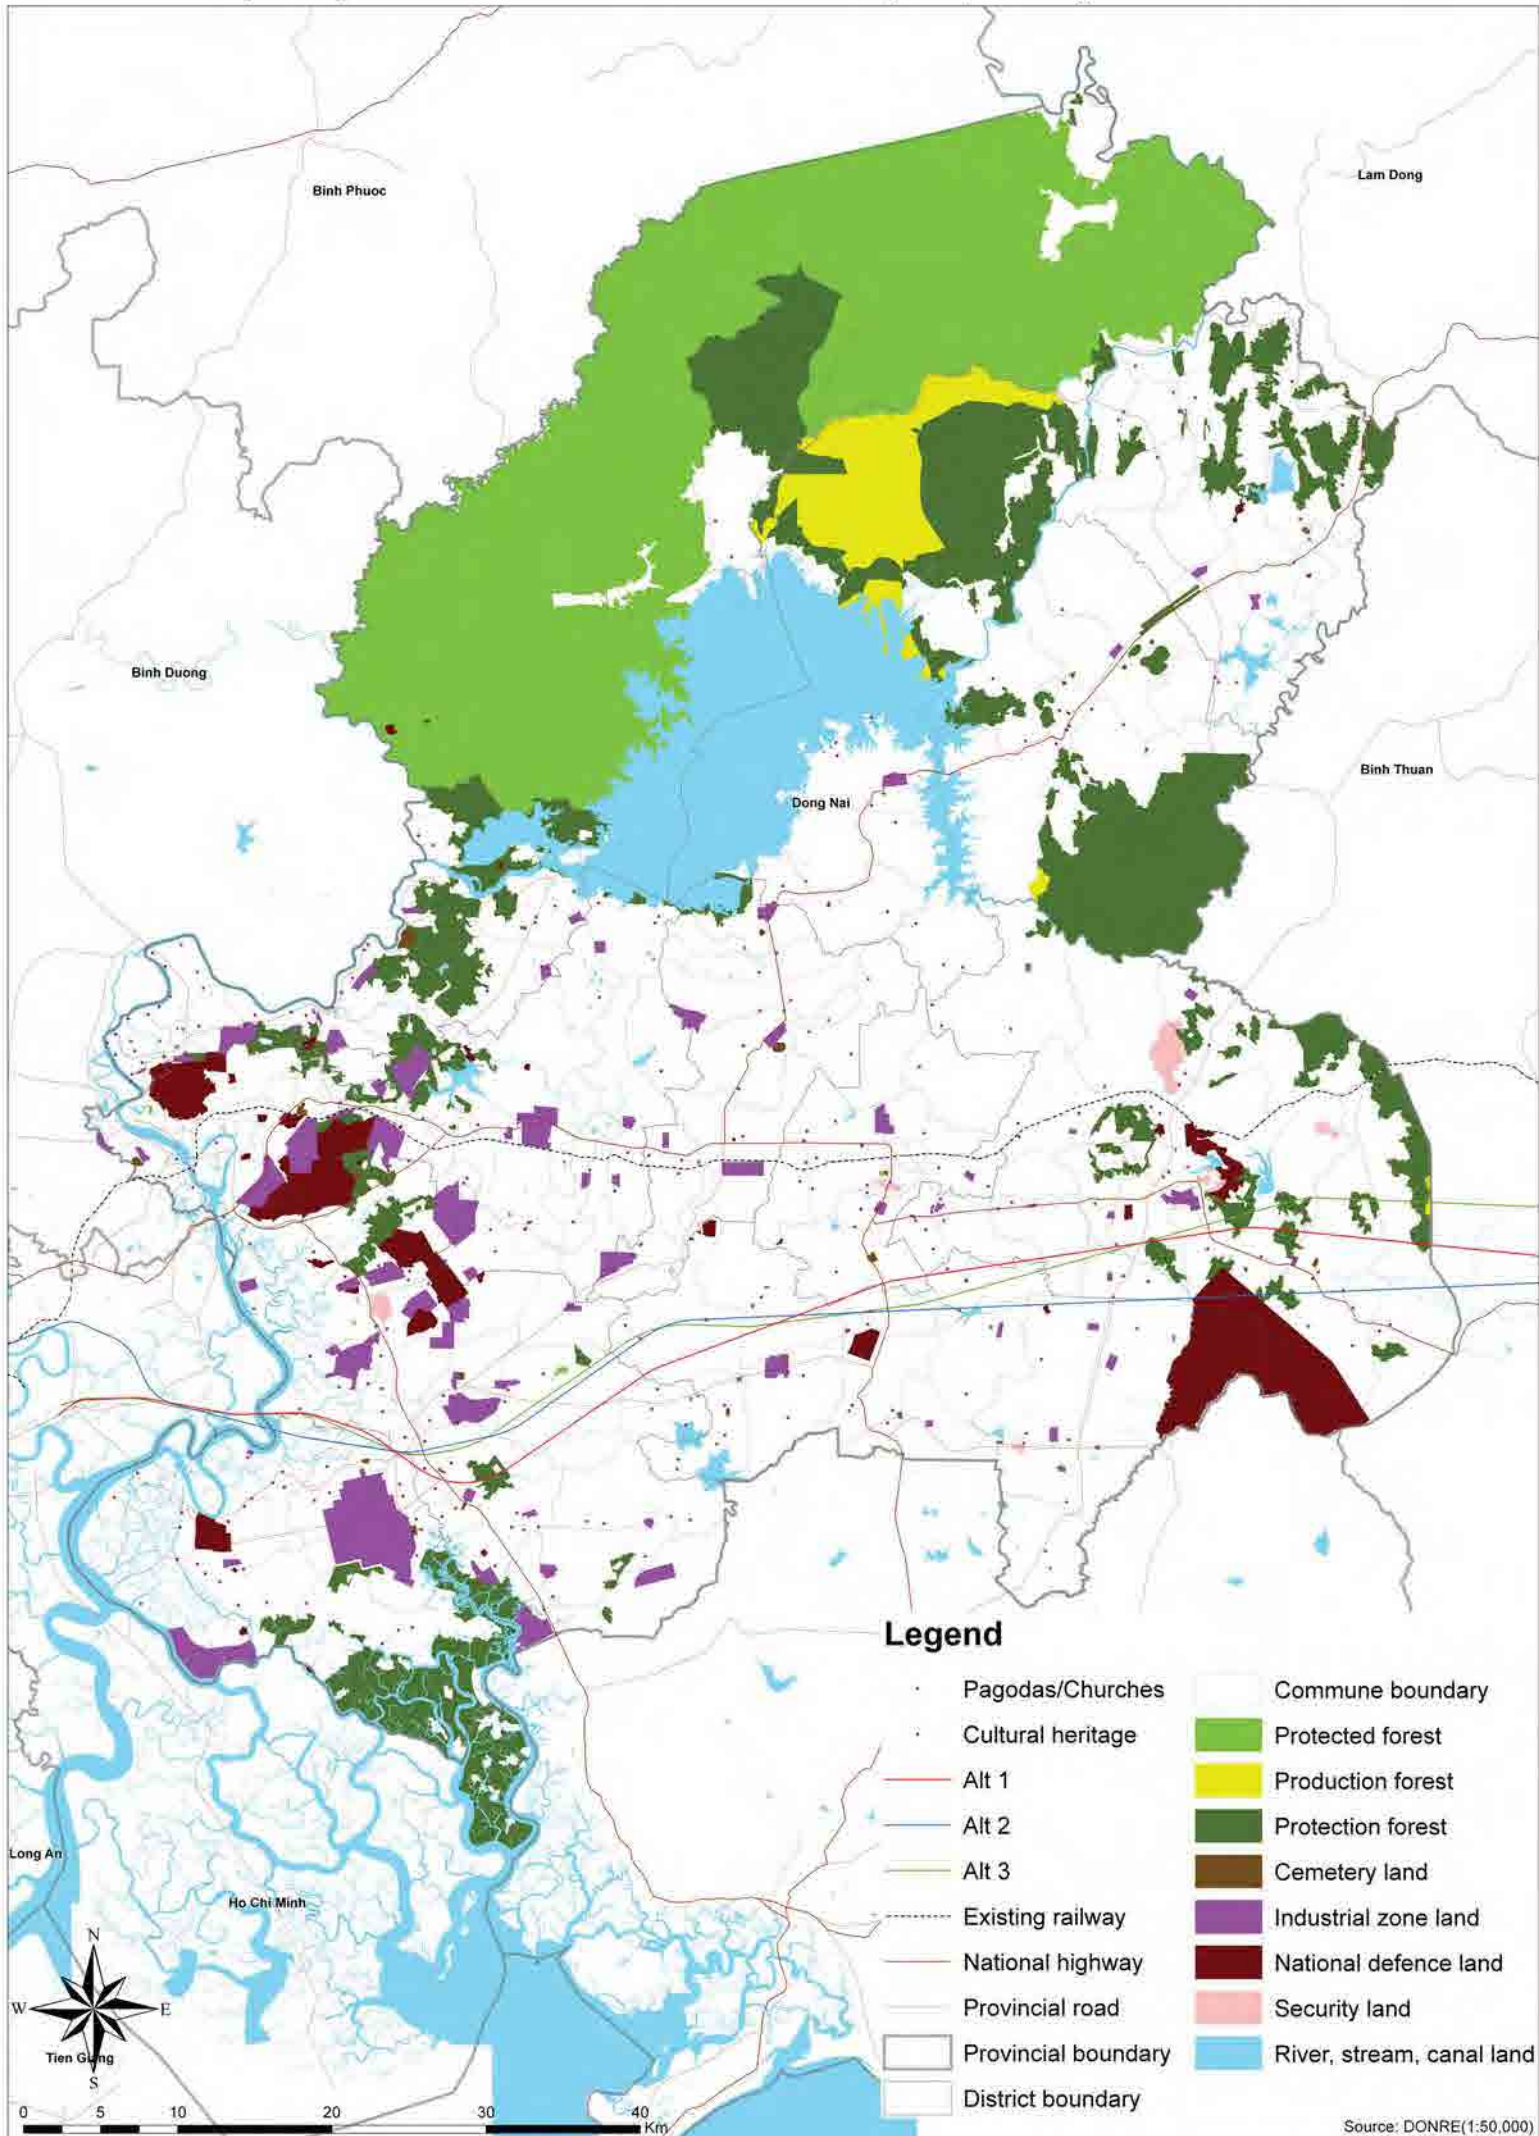 Binh Phuoc
Lam Dong
Binh Duong
Binh Thuan
Dong Nai
Legend
Pagodas/Churches
Cultural heritage
Alt 1
Alt 2
Alt 3
Existing railway
National highway
Provincial road
Provincial boundary
District boundary
Commune boundary
Protected forest
Production forest
Protection forest
Cemetery land
Industrial zone land
National defence land
Security land
River, stream, canal land
Long An
Ho Chi Minh
N
W E
S
Tien Giang
0 5 10 20 30 40
Km
Source: DONRE(1:50,000)